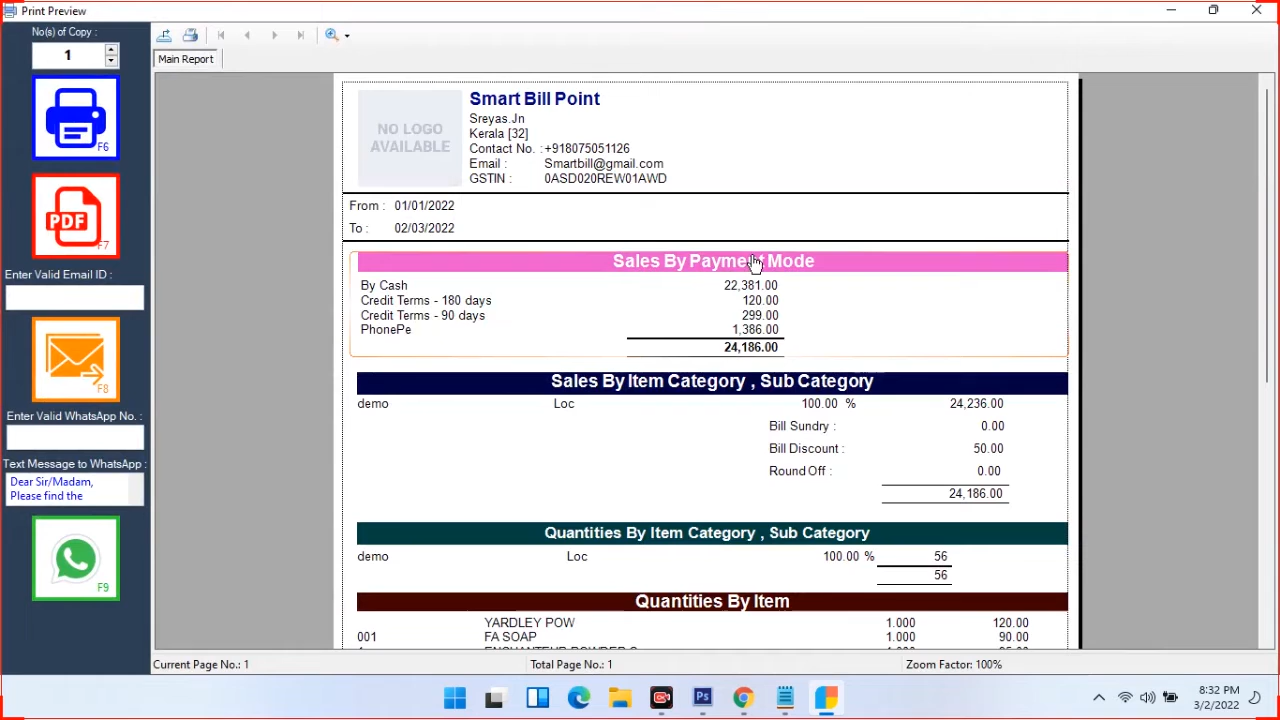 Print Preview
No(s) of Copy :
1
F6
PDF
F7
Enter Valid Email ID :
F8
Enter Valid WhatsApp No. :
Text Message to WhatsApp :
Dear Sir/Madam,
Please find the
F9
Main Report
NO LOGO
AVAILABLE
Smart Bill Point
Sreyas.Jn
Kerala [32]
Contact No. : +918075051126
Email : Smartbill@gmail.com
GSTIN : 0ASD020REW01AWD
From : 01/01/2022
To : 02/03/2022
Sales By Payment Mode
By Cash 22,381.00
Credit Terms - 180 days 120.00
Credit Terms - 90 days 299.00
PhonePe 1,386.00
24,186.00
Sales By Item Category , Sub Category
demo Loc 100.00 % 24,236.00
Bill Sundry : 0.00
Bill Discount : 50.00
Round Off : 0.00
24,186.00
Quantities By Item Category , Sub Category
demo Loc 100.00 % 56
56
Quantities By Item
YARDLEY POW 1.000 120.00
001 FA SOAP 1.000 90.00
Current Page No.: 1 Total Page No.: 1 Zoom Factor: 100%
Ps
8:32 PM
3/2/2022